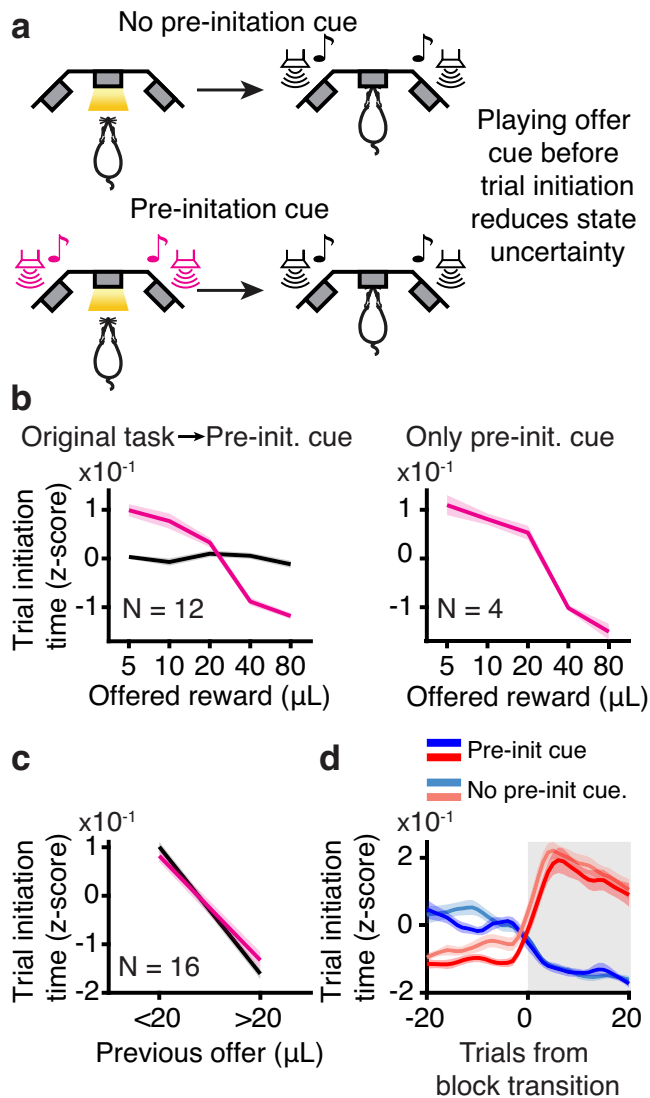 a
No pre-initation cue
Playing offer
cue before
trial initiation
reduces state
uncertainty
Pre-initation cue
b
Original task → Pre-init. cue
Only pre-init. cue
x10-1
Trial initiation
time (z-score)
1
0
-1
N = 12
5 10 20 40 80
Offered reward (µL)
1
0
-1
N = 4
5 10 20 40 80
Offered reward (µL)
c
x10-1
Trial initiation
time (z-score)
1
0
-1
-2
N = 16
<20 >20
Previous offer (µL)
d
Pre-init cue
No pre-init cue.
x10-1
Trial initiation
time (z-score)
2
0
-2
-20 0 20
Trials from
block transition